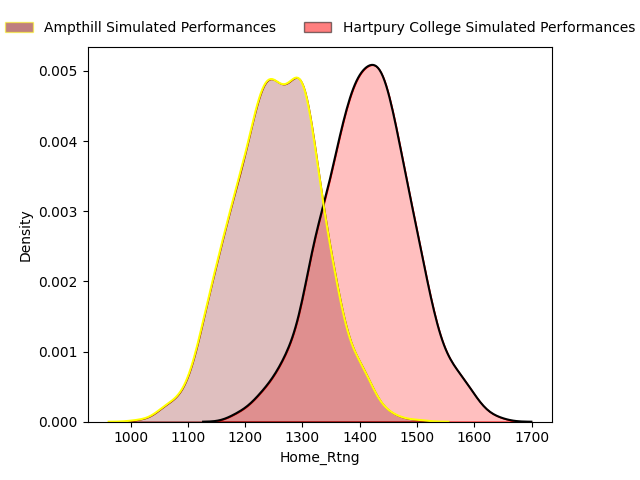 Ampthill Simulated Performances
Hartpury College Simulated Performances
0.005
0.004
0.003
0.002
0.001
0.000
Density
1000 1100 1200 1300 1400 1500 1600 1700
Home_Rtng